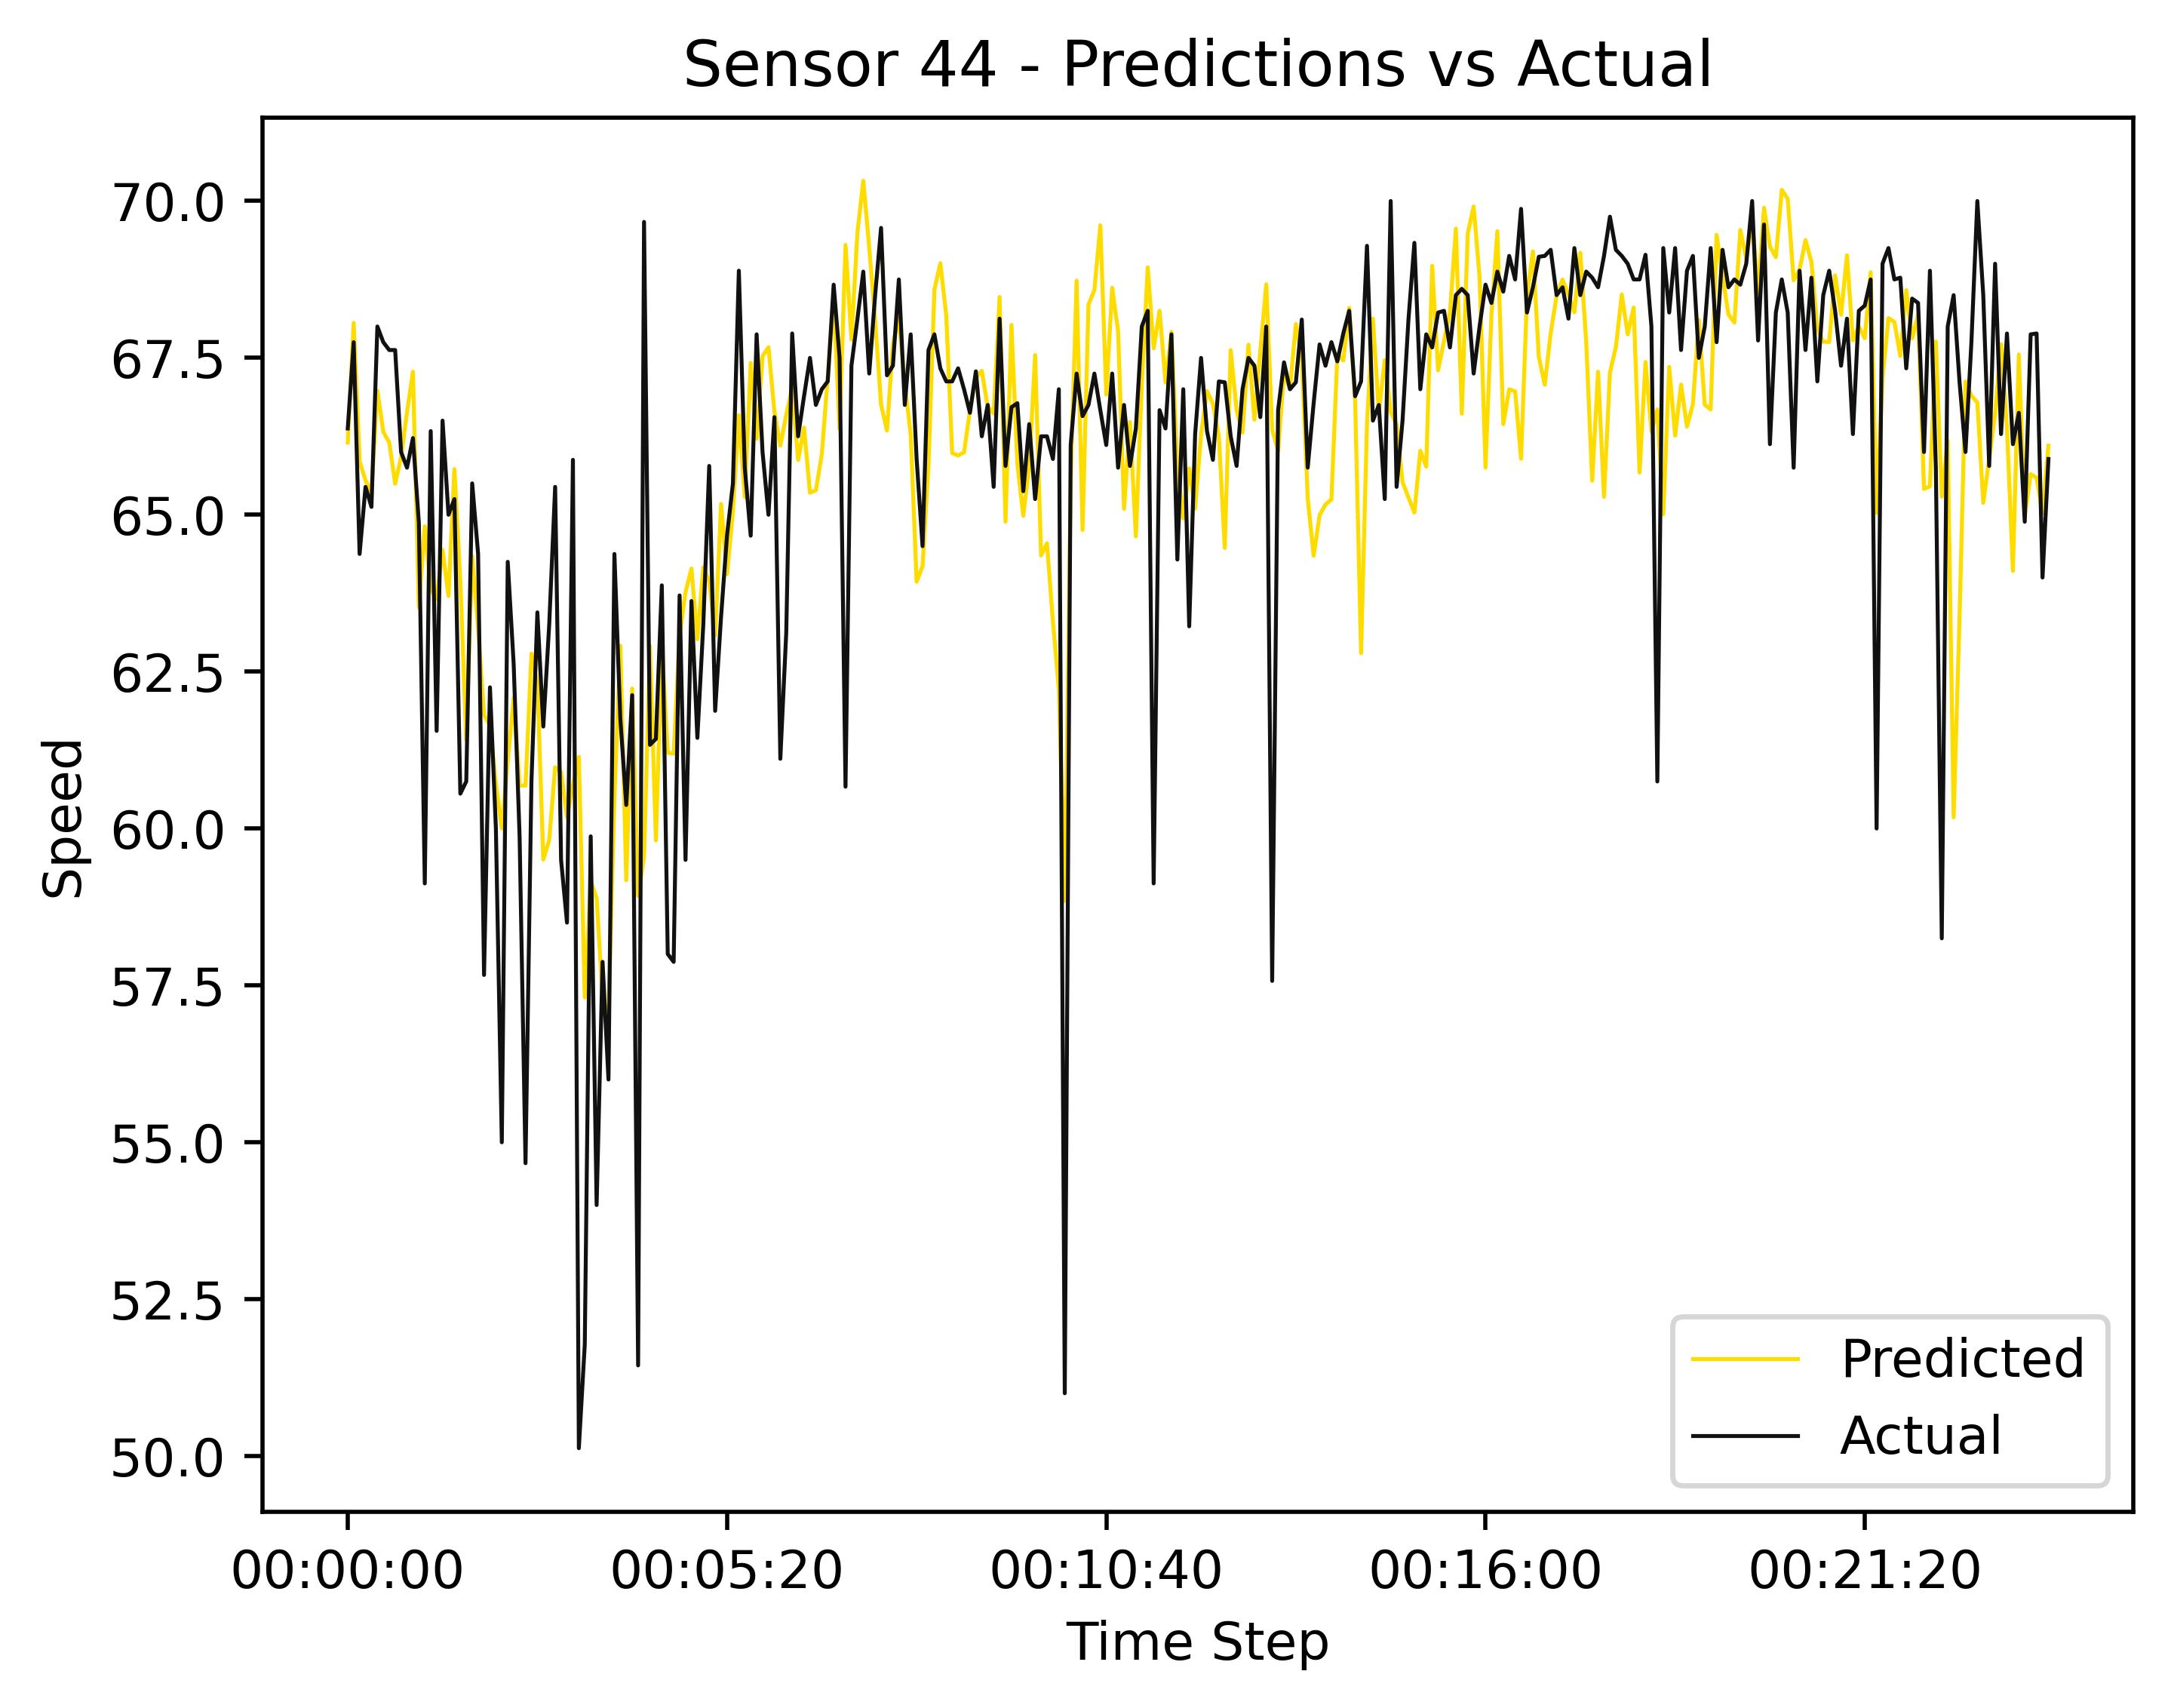 Sensor 44 - Predictions vs Actual
70.0
67.5
65.0
62.5
60.0
57.5
55.0
52.5
50.0
Speed
Predicted
Actual
00:00:00 00:05:20 00:10:40 00:16:00 00:21:20
Time Step